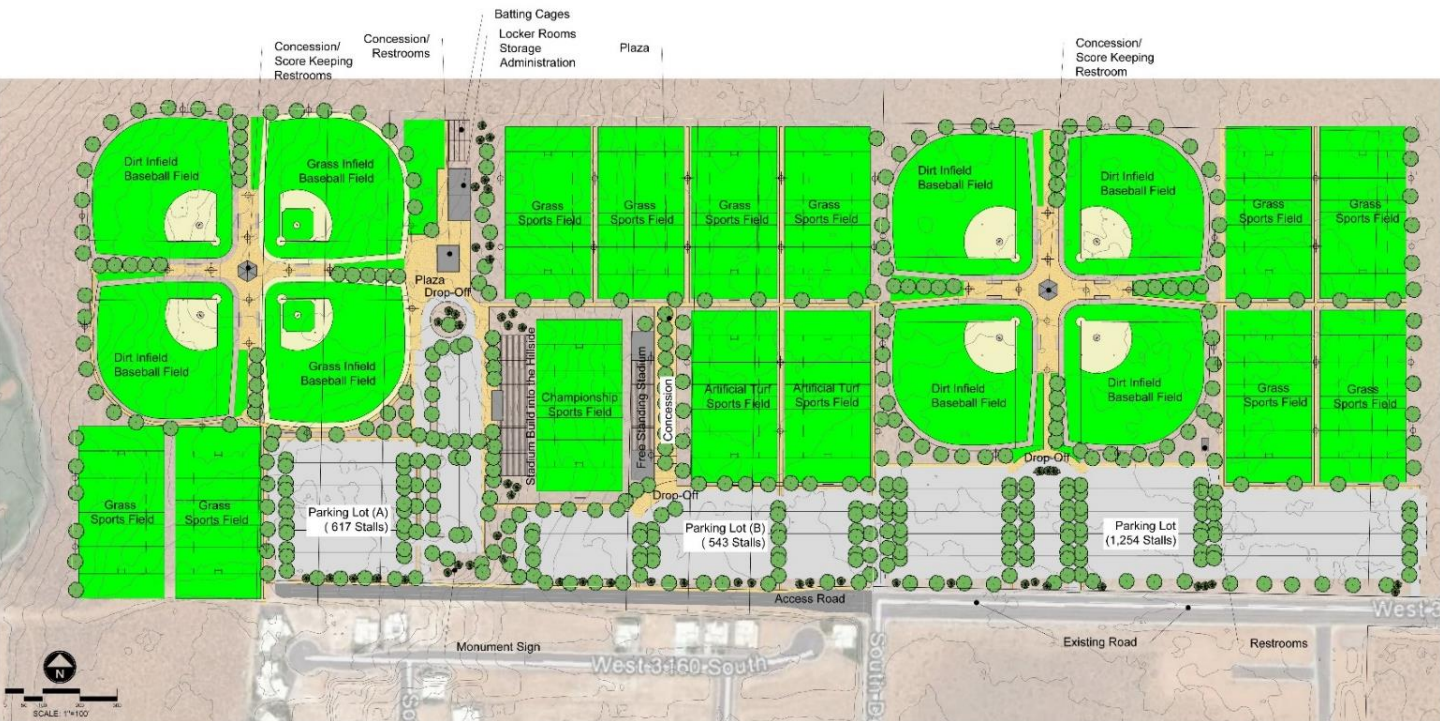 Batting Cages
Locker Rooms
Storage
Administration
Concession/
Restrooms
Plaza
Concession/
Score Keeping
Restrooms
Concession/
Score Keeping
Restroom
Dirt Infield
Baseball Field
Grass Infield
Baseball Field
Grass
Sports Field
Grass
Sports Field
Grass
Sports Field
Grass
Sports Field
Dirt Infield
Baseball Field
Dirt Infield
Baseball Field
Grass
Sports Field
Grass
Sports Field
Plaza
Drop-Off
Dirt Infield
Baseball Field
Grass Infield
Baseball Field
Stadium Build into the Hillside
Championship
Sports Field
Free Standing Stadium
Concession
Artificial Turf
Sports Field
Artificial Turf
Sports Field
Dirt Infield
Baseball Field
Dirt Infield
Baseball Field
Grass
Sports Field
Grass
Sports Field
Drop-Off
Drop-Off
Grass
Sports Field
Grass
Sports Field
Parking Lot (A)
( 617 Stalls)
Parking Lot (B)
( 543 Stalls)
Parking Lot
(1,254 Stalls)
Access Road
West 3
Monument Sign
Existing Road
Restrooms
West 3160 South
N
SCALE: 1"=100'